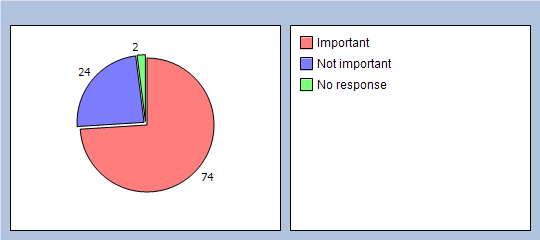 2
24
74
Important
Not important
No response